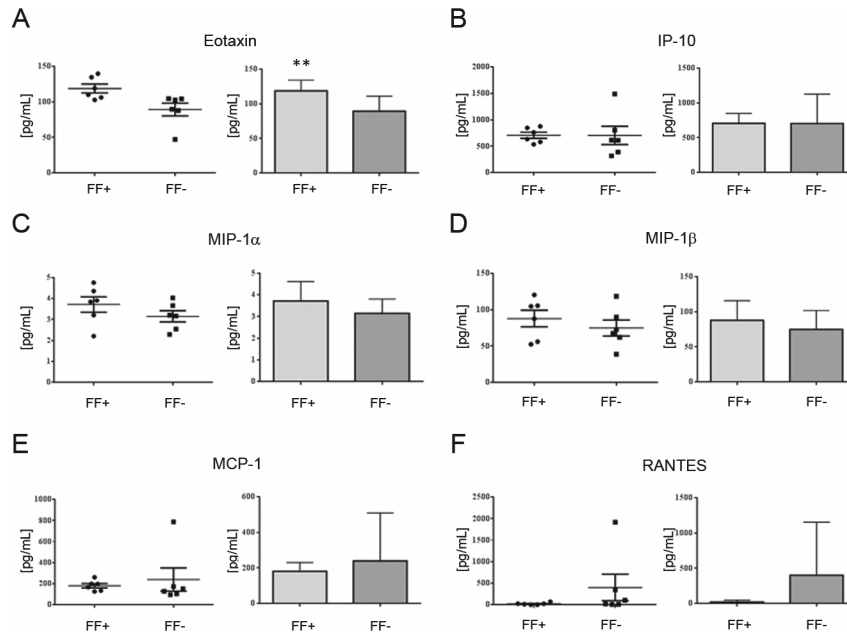 A
Eotaxin
[pg/mL]
150
100
50
0
FF+ FF-
[pg/mL]
150
100
50
0
**
FF+ FF-
B
IP-10
[pg/mL]
2000
1500
1000
500
0
FF+ FF-
[pg/mL]
1500
1000
500
0
FF+ FF-
C
MIP-1α
[pg/mL]
5
4
3
2
1
0
FF+ FF-
[pg/mL]
5
4
3
2
1
0
FF+ FF-
D
MIP-1β
[pg/mL]
150
100
50
0
FF+ FF-
[pg/mL]
150
100
50
0
FF+ FF-
E
MCP-1
[pg/mL]
1000
800
600
400
200
0
FF+ FF-
[pg/mL]
600
400
200
0
FF+ FF-
F
RANTES
[pg/mL]
2500
2000
1500
1000
500
0
FF+ FF-
[pg/mL]
1500
1000
500
0
FF+ FF-